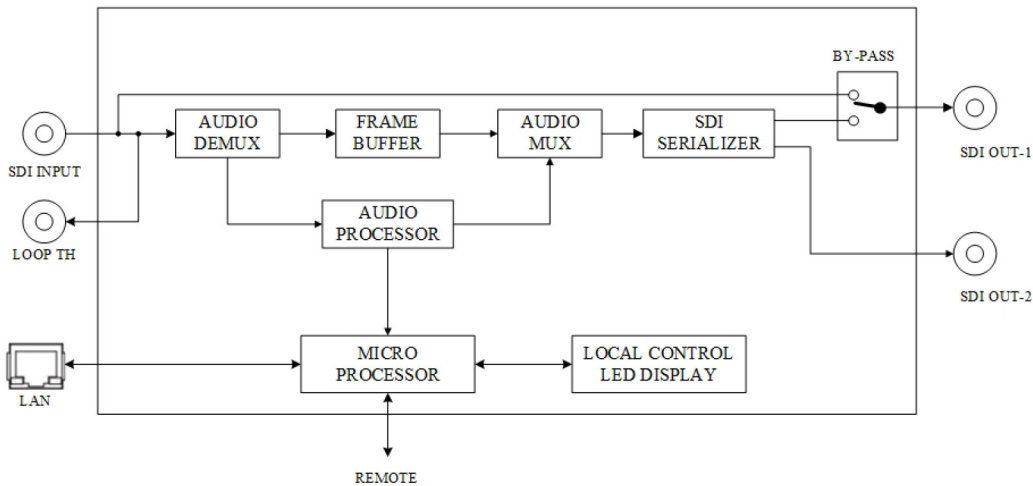 BY-PASS
AUDIO
DEMUX
FRAME
BUFFER
AUDIO
MUX
SDI
SERIALIZER
SDI INPUT
SDI OUT-1
AUDIO
PROCESSOR
LOOP TH
SDI OUT-2
MICRO
PROCESSOR
LOCAL CONTROL
LED DISPLAY
LAN
REMOTE